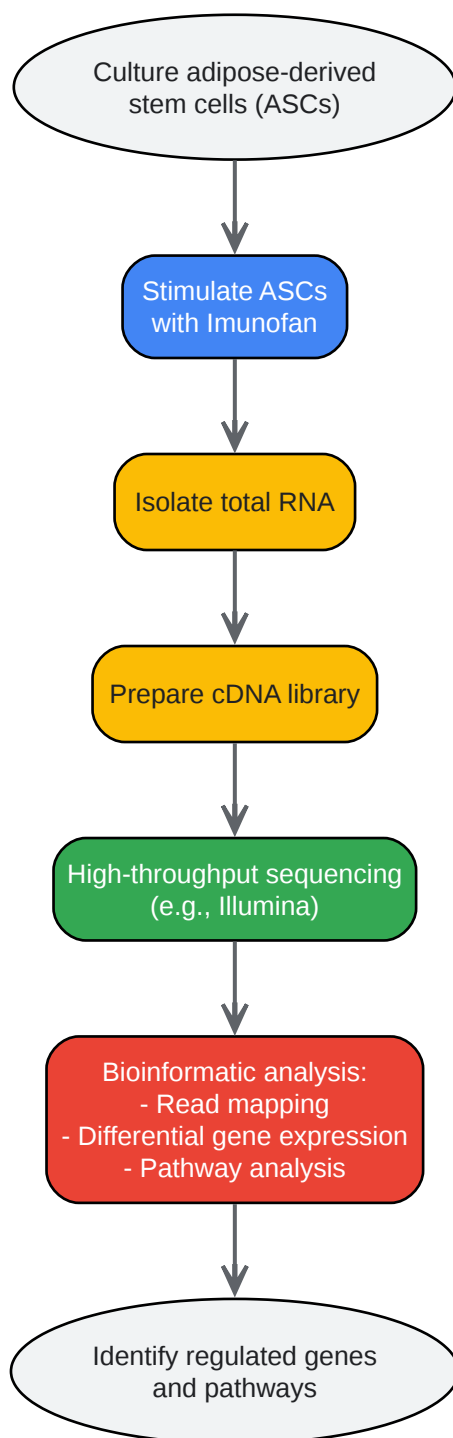 Culture adipose-derived
stem cells (ASCs)
Stimulate ASCs
with Imunofan
Isolate total RNA
Prepare cDNA library
High-throughput sequencing
(e.g., Illumina)
Bioinformatic analysis:
- Read mapping
- Differential gene expression
- Pathway analysis
Identify regulated genes
and pathways